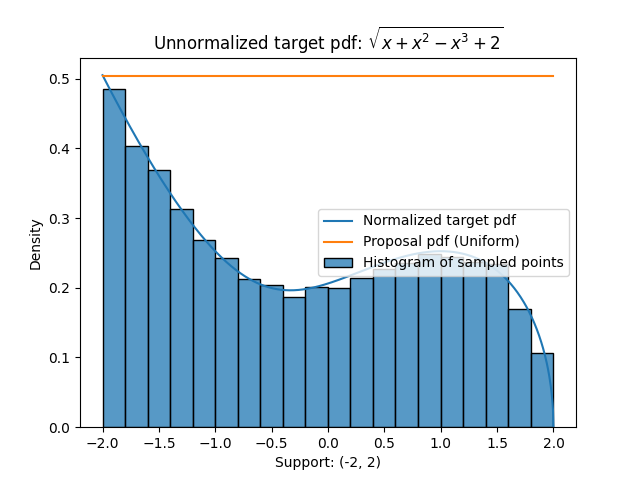 Unnormalized target pdf: √(x + x² − x³ + 2)
0.5
0.4
0.3
0.2
0.1
0.0
Density
Normalized target pdf
Proposal pdf (Uniform)
Histogram of sampled points
−2.0 −1.5 −1.0 −0.5 0.0 0.5 1.0 1.5 2.0
Support: (-2, 2)